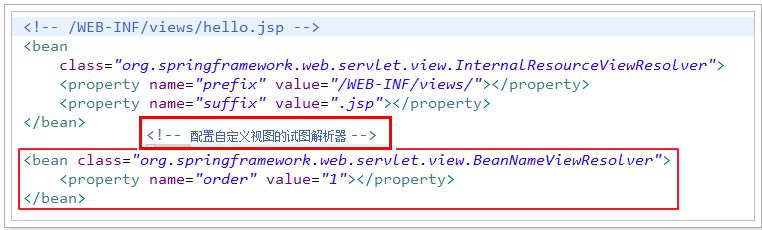 <!-- /WEB-INF/views/hello.jsp -->
<bean
class="org.springframework.web.servlet.view.InternalResourceViewResolver">
<property name="prefix" value="/WEB-INF/views/"></property>
<property name="suffix" value=".jsp"></property>
</bean>
<!-- 配置自定义视图的试图解析器 -->
<bean class="org.springframework.web.servlet.view.BeanNameViewResolver">
<property name="order" value="1"></property>
</bean>